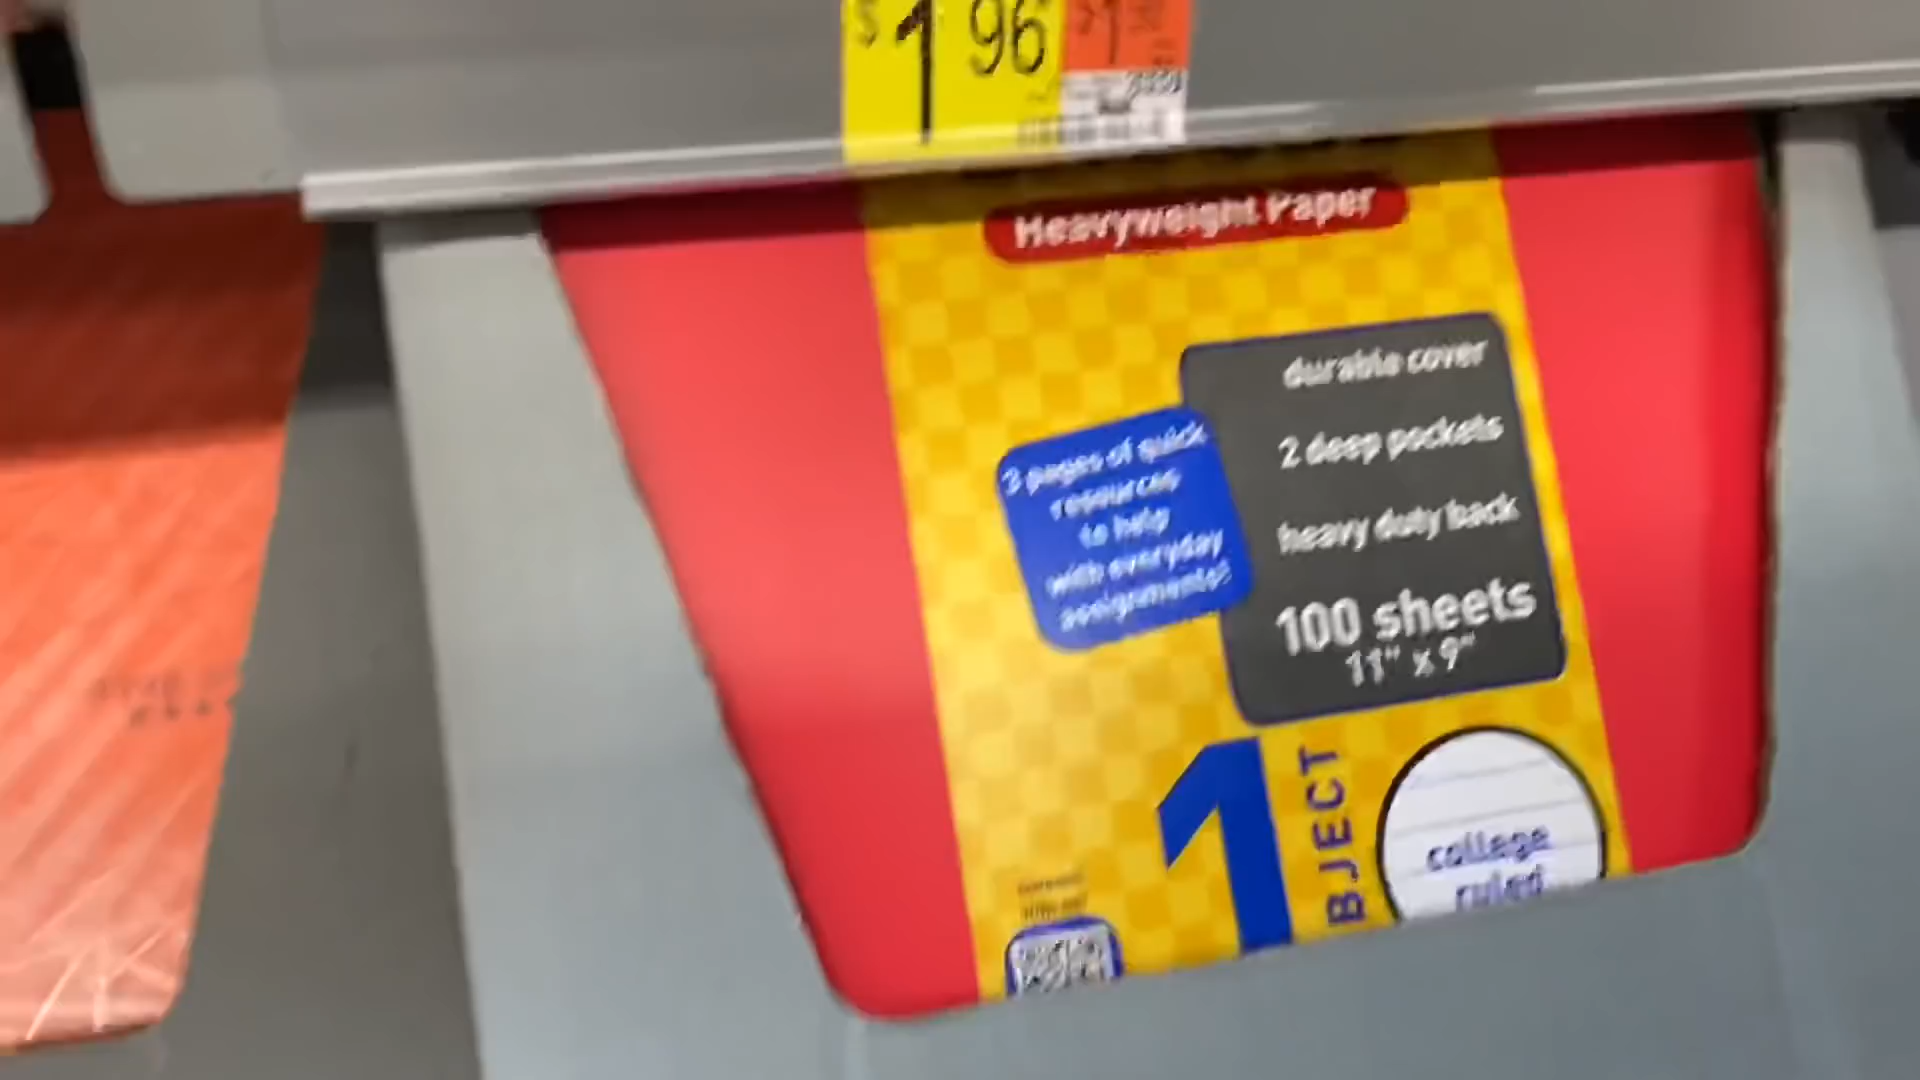 $1 96
$1
Heavyweight Paper
durable cover
2 deep pockets
heavy duty back
100 sheets
11" x 9"
3 pages of quick
resources
to help
with everyday
assignments!
1
BJECT
college
ruled